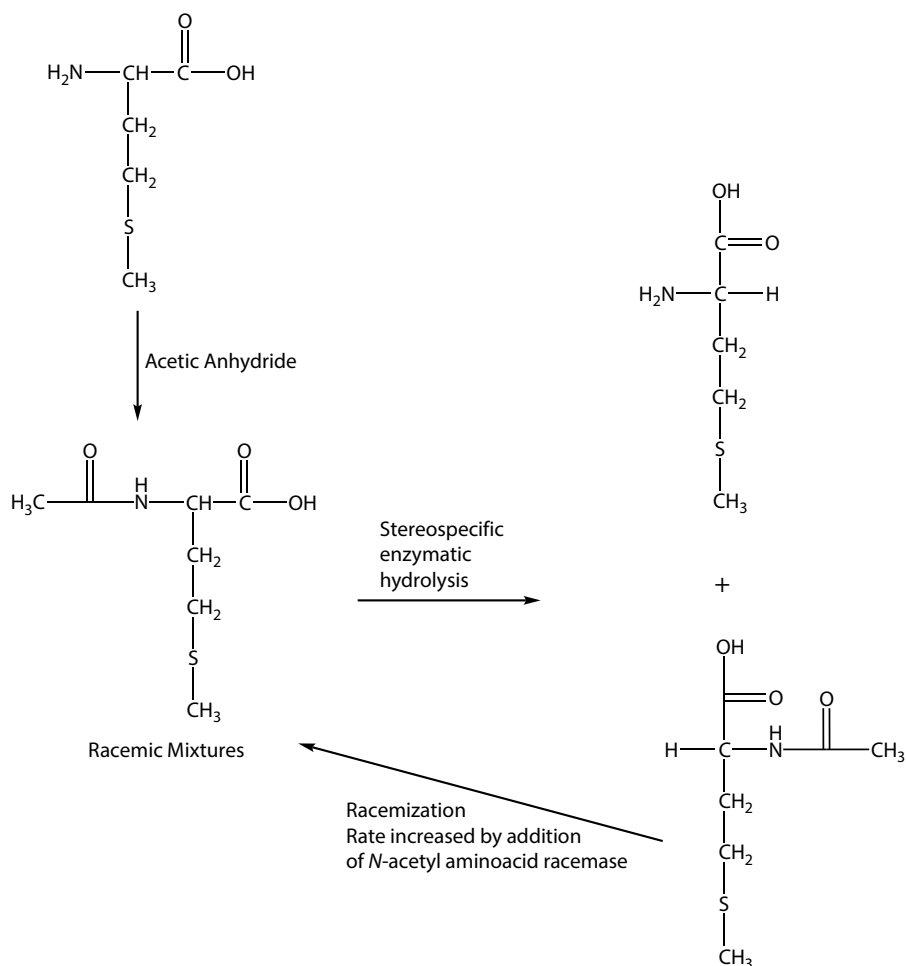 O
H₂N CH C OH
CH₂
CH₂
S
CH₃
Acetic Anhydride
O O
H₃C H
N CH C OH
CH₂
CH₂
S
CH₃
Racemic Mixtures
Stereospecific
enzymatic
hydrolysis
OH
C O
H₂N C H
CH₂
CH₂
S
CH₃
+
OH
O O
H C H
N CH₃
CH₂
CH₂
S
CH₃
Racemization
Rate increased by addition
of N-acetyl aminoacid racemase